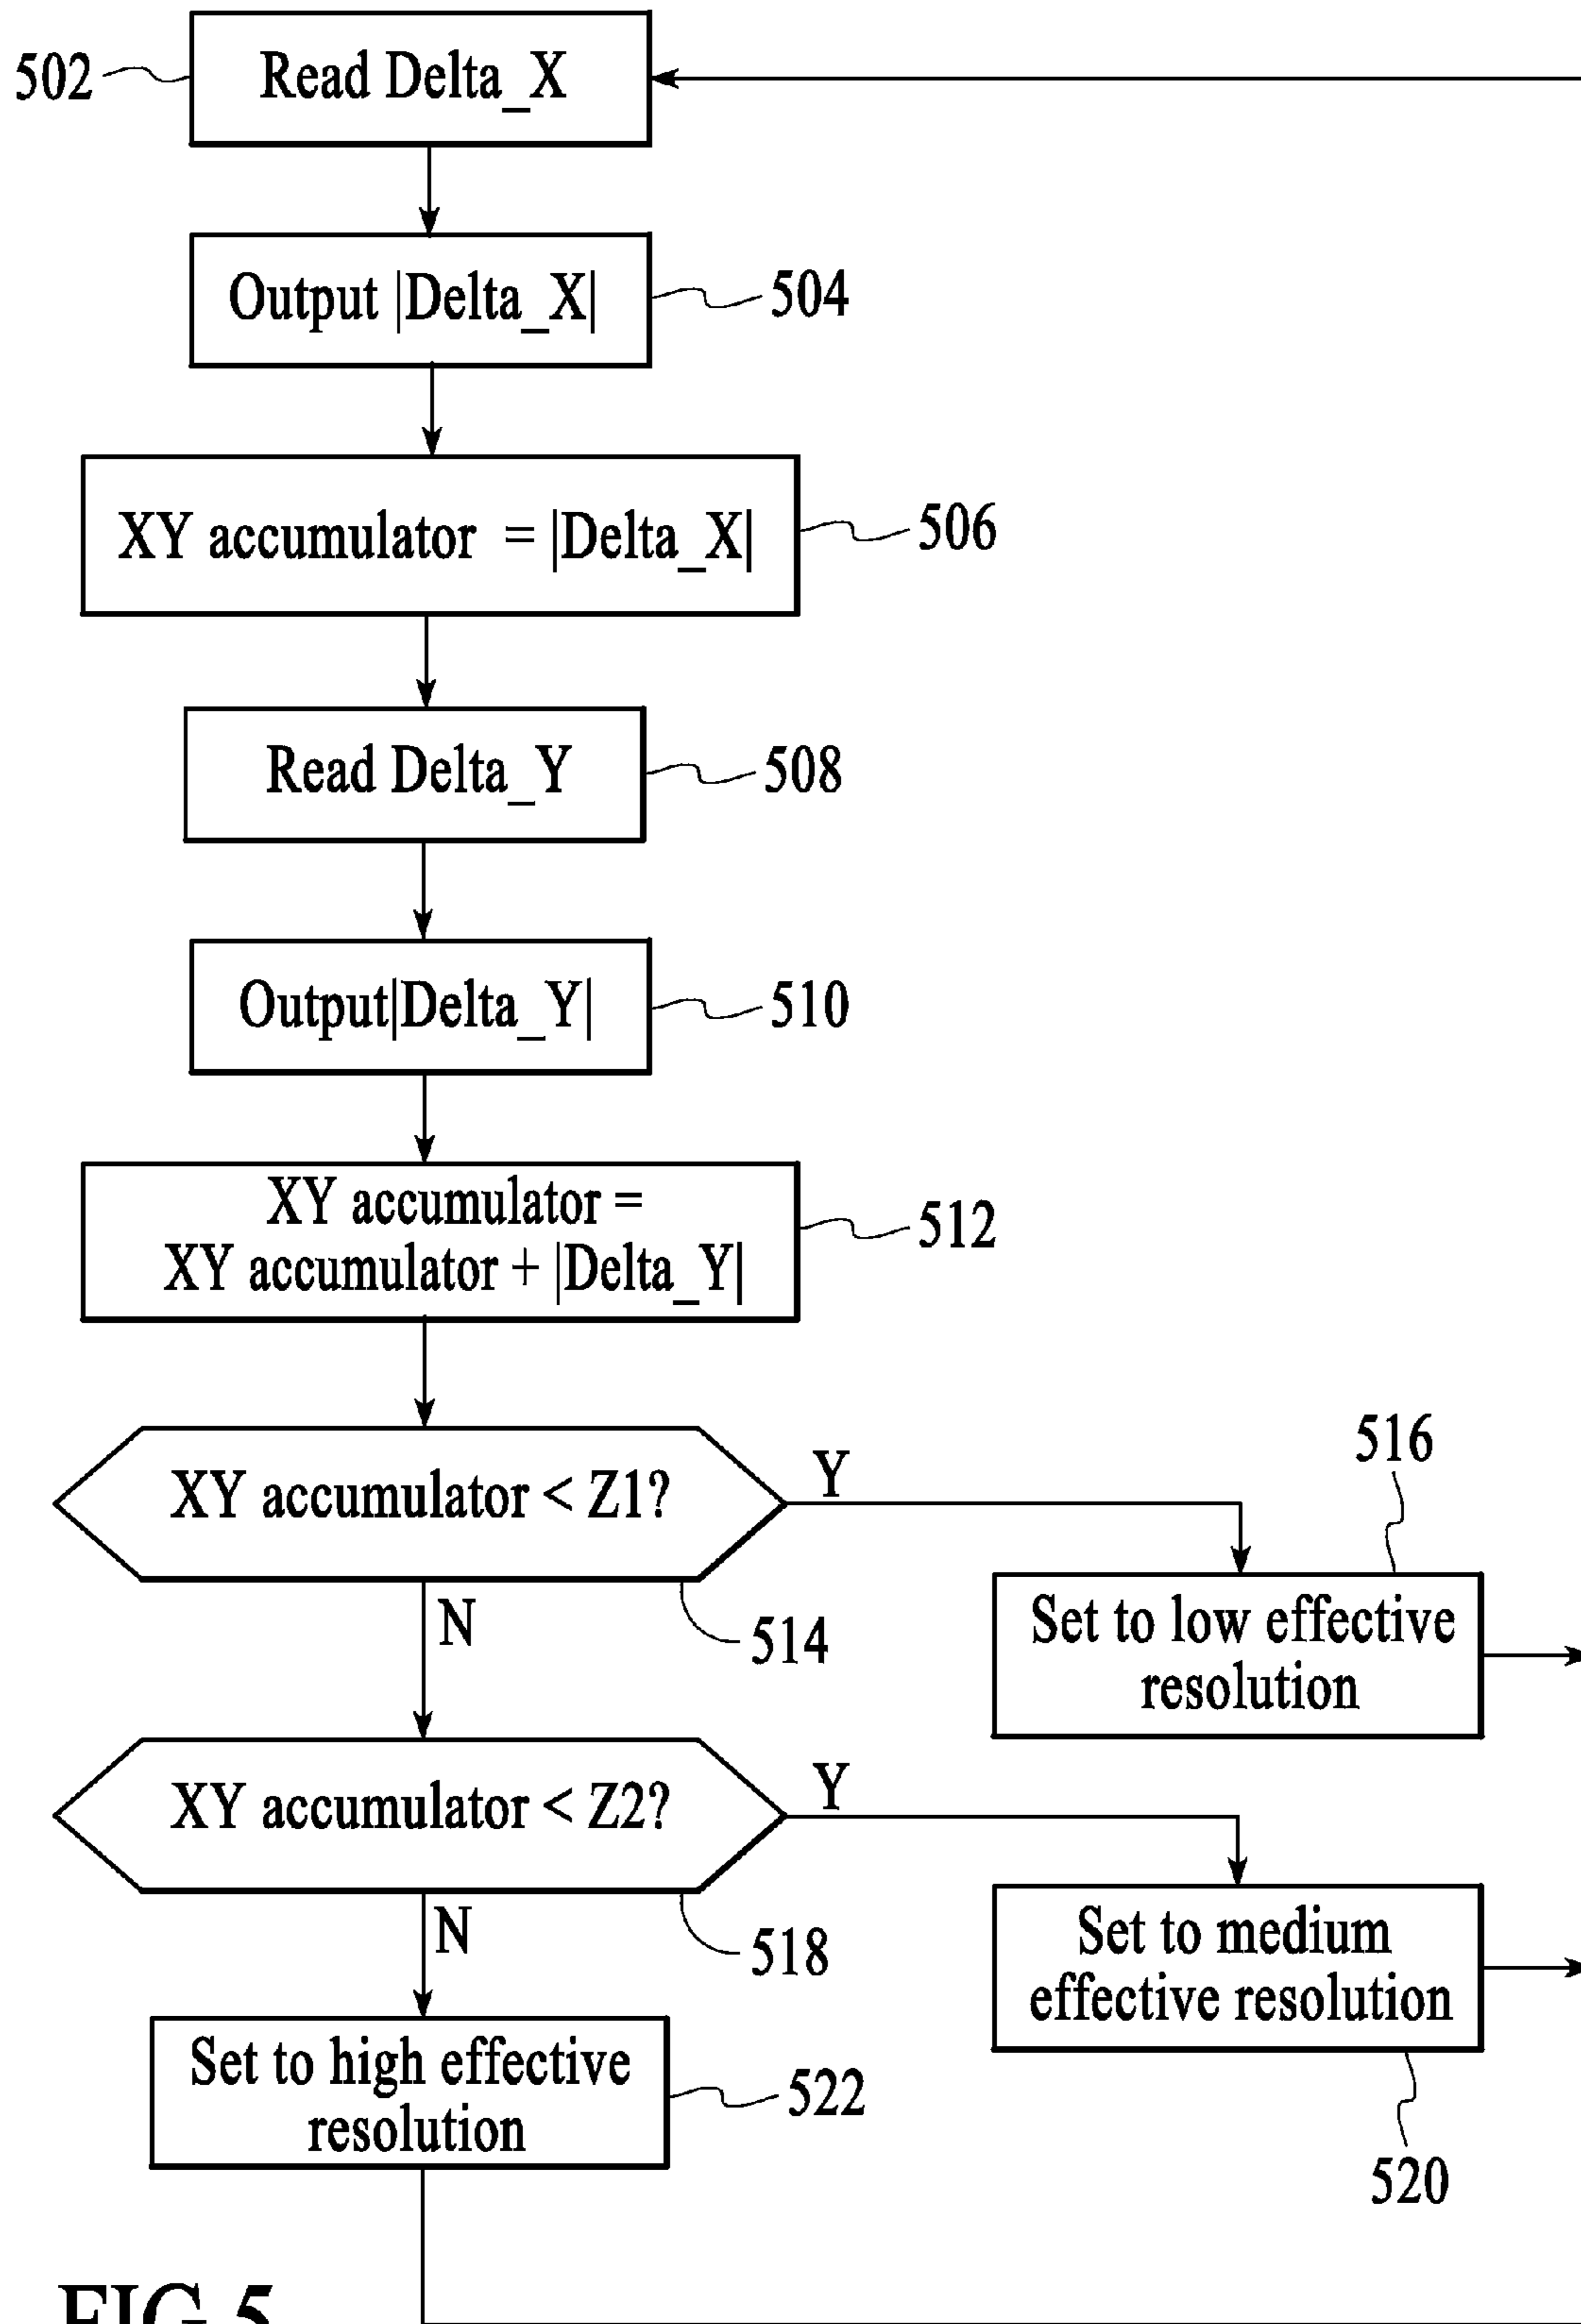 502
Read Delta_X
Output |Delta_X|
504
XY accumulator = |Delta_X|
506
Read Delta_Y
508
Output|Delta_Y|
510
XY accumulator =
XY accumulator + |Delta_Y|
512
XY accumulator < Z1?
Y
N
514
516
Set to low effective
resolution
XY accumulator < Z2?
Y
N
518
Set to medium
effective resolution
520
Set to high effective
resolution
522
FIG.5